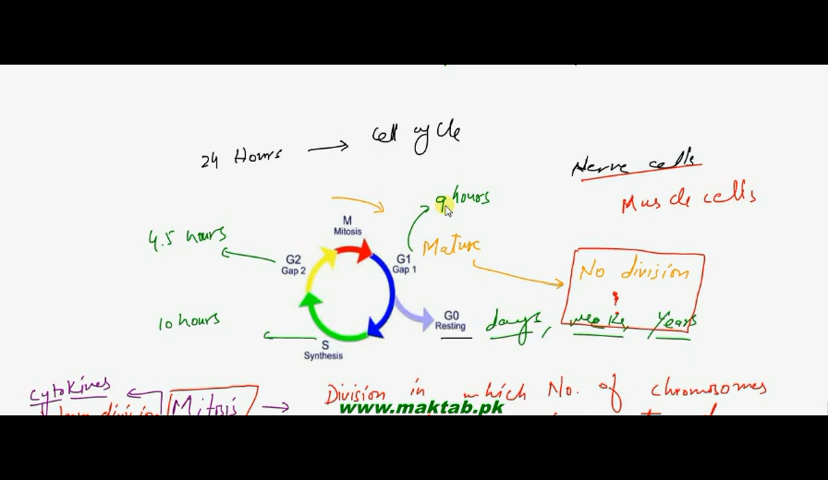 cell cycle
24 Hours
Nerve cells
Muscle cells
9 hours
M
Mitosis
4.5 hours
Mature
G2
Gap 2
G1
Gap 1
No division
10 hours
G0
Resting
days, weeks, Years
S
Synthesis
Cytokines
Mitosis
Division in which No. of chromosomes
division
www.maktab.pk